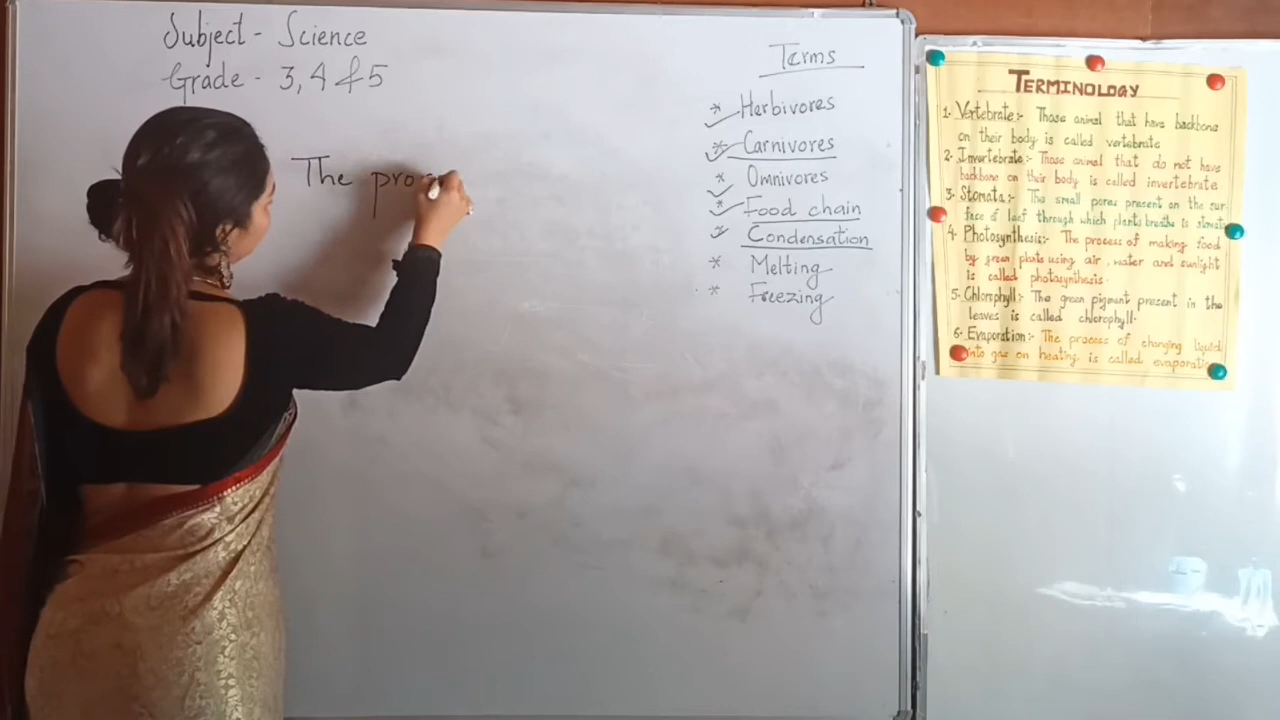 Subject - Science
Grade - 3, 4 & 5
The pro
Terms
* Herbivores
* Carnivores
* Omnivores
* Food chain
* Condensation
* Melting
* Freezing
TERMINOLOGY
1. Vertebrate:- Those animal that have backbone
on their body is called vertebrate
2. Invertebrate:- Those animal that do not have
backbone on their body is called invertebrate
3. Stomata:- The small pores present on the sur-
face of leaf through which plants breathe is stomata
4. Photosynthesis:- The process of making food
by green plants using air, water and sunlight
is called photosynthesis.
5. Chlorophyll:- The green pigment present in the
leaves is called chlorophyll.
6. Evaporation:- The process of changing liquid
into gas on heating is called evaporation